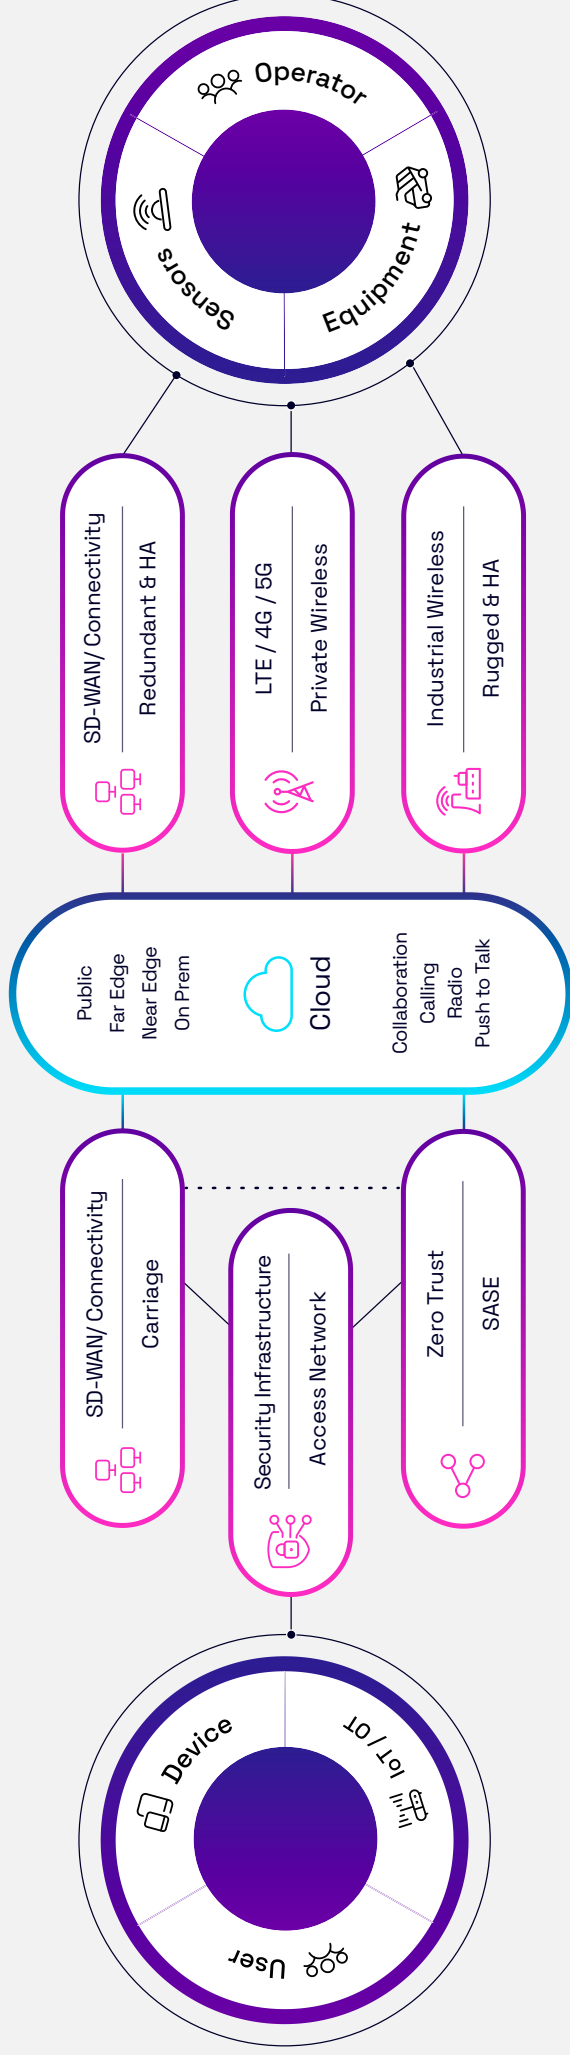 Operator
Sensors
Equipment
SD-WAN/ Connectivity
Redundant & HA
LTE / 4G / 5G
Private Wireless
Industrial Wireless
Rugged & HA
Public
Far Edge
Near Edge
On Prem
Cloud
Collaboration
Calling
Radio
Push to Talk
SD-WAN/ Connectivity
Carriage
Security Infrastructure
Access Network
Zero Trust
SASE
Device
IoT / OT
User